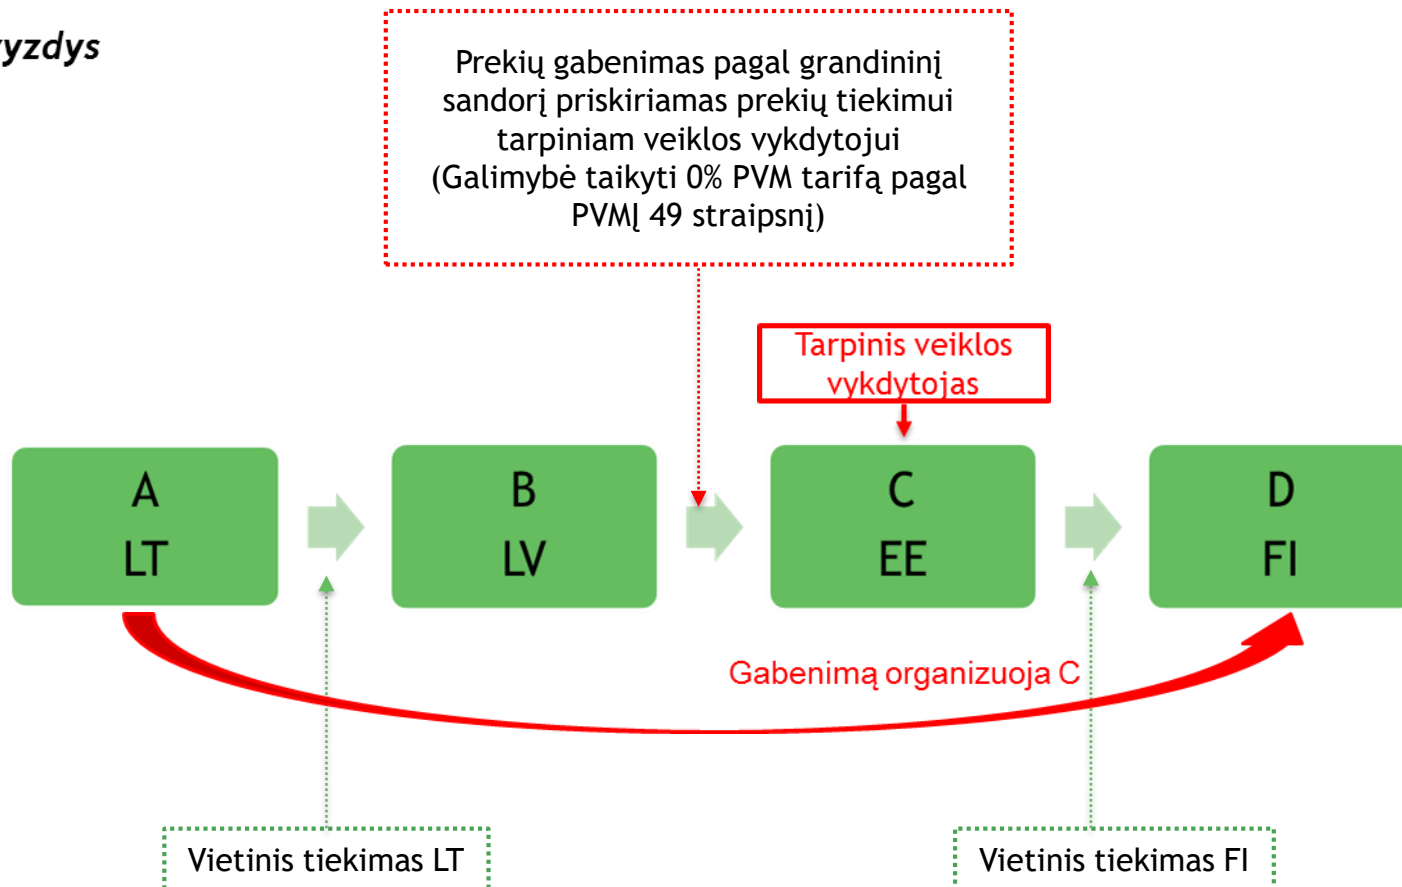 yzdys
Prekių gabenimas pagal grandininį
sandorį priskiriamas prekių tiekimui
tarpiniam veiklos vykdytojui
(Galimybė taikyti 0% PVM tarifą pagal
PVMĮ 49 straipsnį)
Tarpinis veiklos
vykdytojas
A
LT
B
LV
C
EE
D
FI
Gabenimą organizuoja C
Vietinis tiekimas LT
Vietinis tiekimas FI